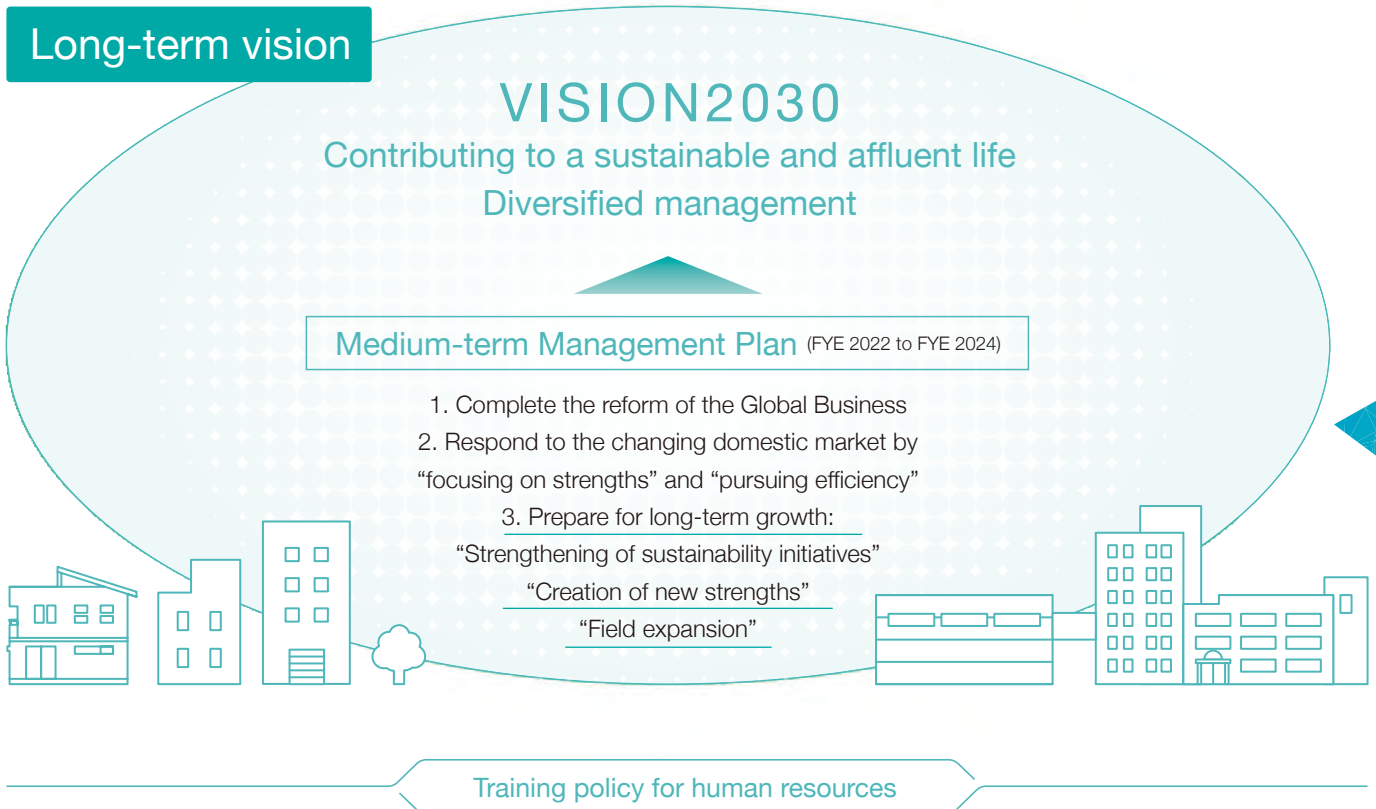 Long-term vision
VISION2030
Contributing to a sustainable and affluent life
Diversified management
Medium-term Management Plan (FYE 2022 to FYE 2024)
1. Complete the reform of the Global Business
2. Respond to the changing domestic market by
“focusing on strengths” and “pursuing efficiency”
3. Prepare for long-term growth:
“Strengthening of sustainability initiatives”
“Creation of new strengths”
“Field expansion”
Training policy for human resources